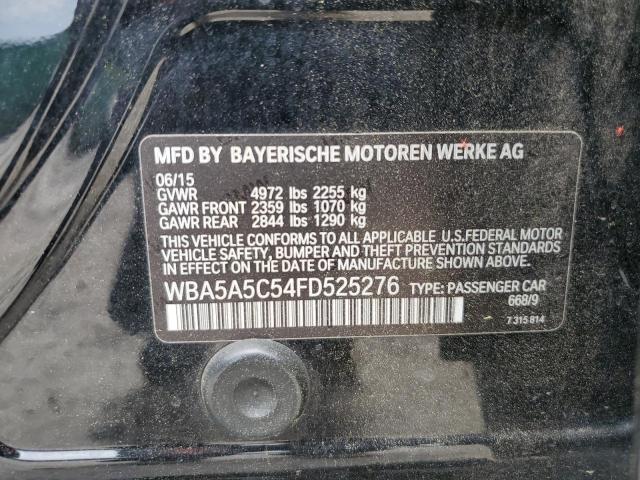 MFD BY BAYERISCHE MOTOREN WERKE AG
06/15
GVWR 4972 lbs 2255 kg
GAWR FRONT 2359 lbs 1070 kg
GAWR REAR 2844 lbs 1290 kg
THIS VEHICLE CONFORMS TO ALL APPLICABLE U.S.FEDERAL MOTOR
VEHICLE SAFETY, BUMPER AND THEFT PREVENTION STANDARDS
IN EFFECT ON THE DATE OF MANUFACTURE SHOWN ABOVE.
WBA5A5C54FD525276 TYPE: PASSENGER CAR
668/9
7 315 814